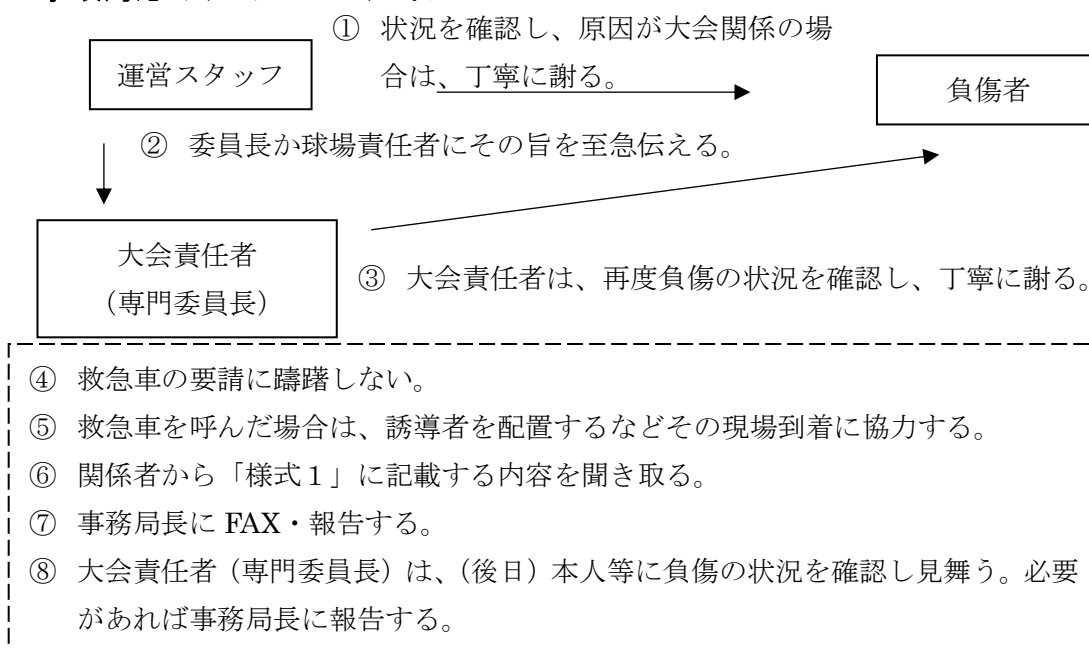 ① 状況を確認し、原因が大会関係の場
合は、丁寧に謝る。
運営スタッフ
負傷者
② 委員長か球場責任者にその旨を至急伝える。
大会責任者
（専門委員長）
③ 大会責任者は、再度負傷の状況を確認し、丁寧に謝る。
④ 救急車の要請に躊躇しない。
⑤ 救急車を呼んだ場合は、誘導者を配置するなどその現場到着に協力する。
⑥ 関係者から「様式１」に記載する内容を聞き取る。
⑦ 事務局長に FAX・報告する。
⑧ 大会責任者（専門委員長）は、（後日）本人等に負傷の状況を確認し見舞う。必要
があれば事務局長に報告する。